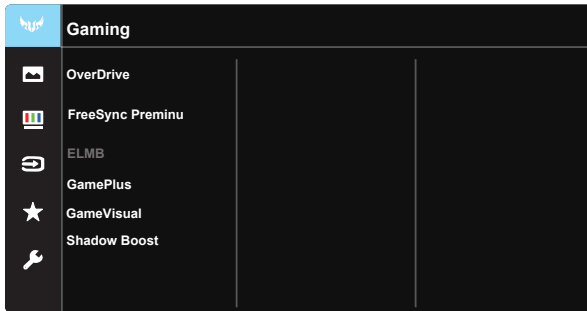 Gaming
OverDrive
FreeSync Preminu
ELMB
GamePlus
GameVisual
Shadow Boost